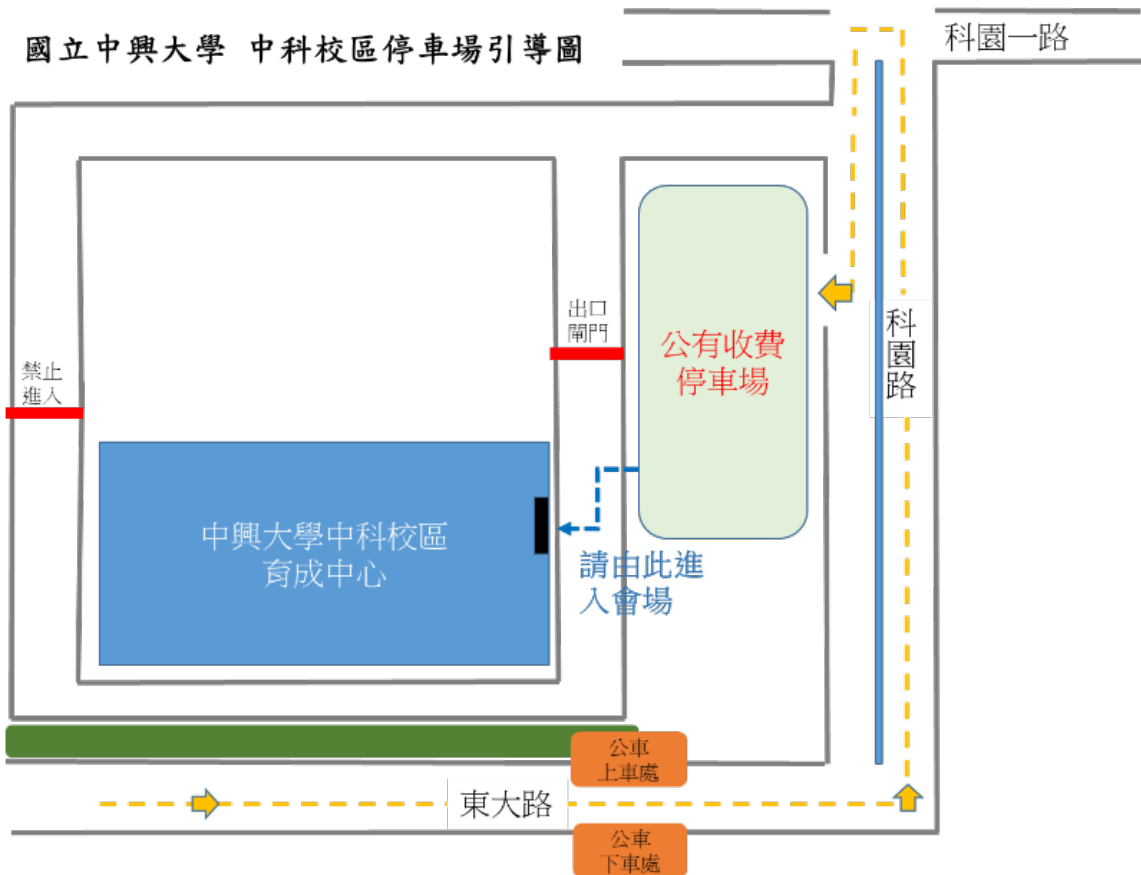 國立中興大學 中科校區停車場引導圖
科園一路
出口
閘門
公有收費
停車場
科
園
路
禁止
進入
中興大學中科校區
育成中心
請由此進
入會場
公車
上車處
東大路
公車
下車處